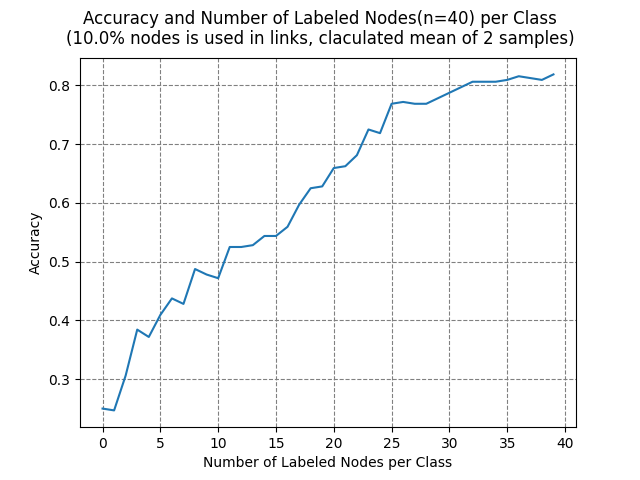 Accuracy and Number of Labeled Nodes(n=40) per Class
(10.0% nodes is used in links, claculated mean of 2 samples)
0.8
0.7
0.6
0.5
0.4
0.3
Accuracy
0 5 10 15 20 25 30 35 40
Number of Labeled Nodes per Class